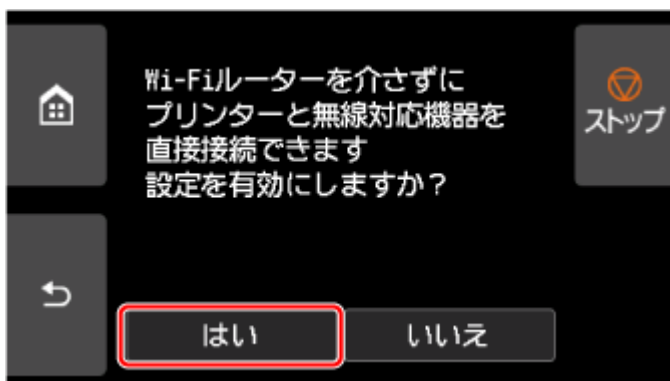 Wi-Fiルーターを介さずに
プリンターと無線対応機器を
直接接続できます
設定を有効にしますか？
ストップ
はい
いいえ